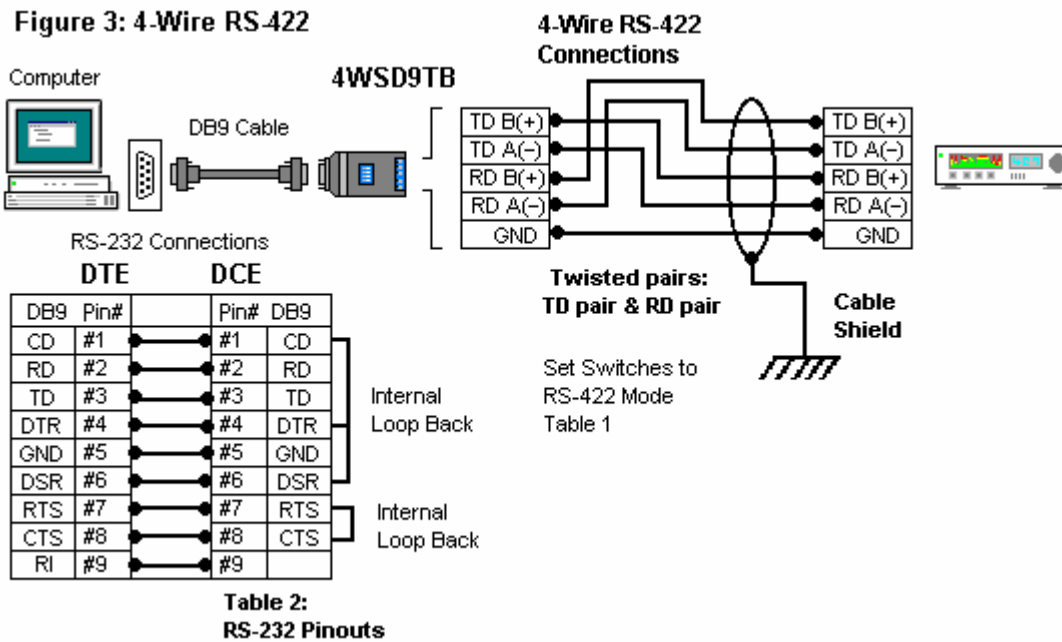 Figure 3: 4-Wire RS-422
4-Wire RS-422
Connections
Computer
4WSD9TB
DB9 Cable
TD B(+)
TD A(−)
RD B(+)
RD A(−)
GND
TD B(+)
TD A(−)
RD B(+)
RD A(−)
GND
RS-232 Connections
DTE DCE
DB9 Pin# Pin# DB9
CD #1 #1 CD
RD #2 #2 RD
TD #3 #3 TD
DTR #4 #4 DTR
GND #5 #5 GND
DSR #6 #6 DSR
RTS #7 #7 RTS
CTS #8 #8 CTS
RI #9 #9
Internal
Loop Back
Internal
Loop Back
Twisted pairs:
TD pair & RD pair
Set Switches to
RS-422 Mode
Table 1
Cable
Shield
Table 2:
RS-232 Pinouts